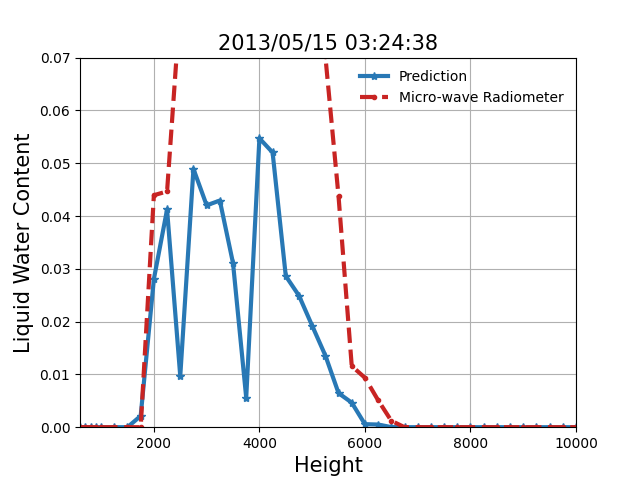 2013/05/15 03:24:38
0.07
0.06
0.05
0.04
0.03
0.02
0.01
0.00
Liquid Water Content
Prediction
Micro-wave Radiometer
2000 4000 6000 8000 10000
Height